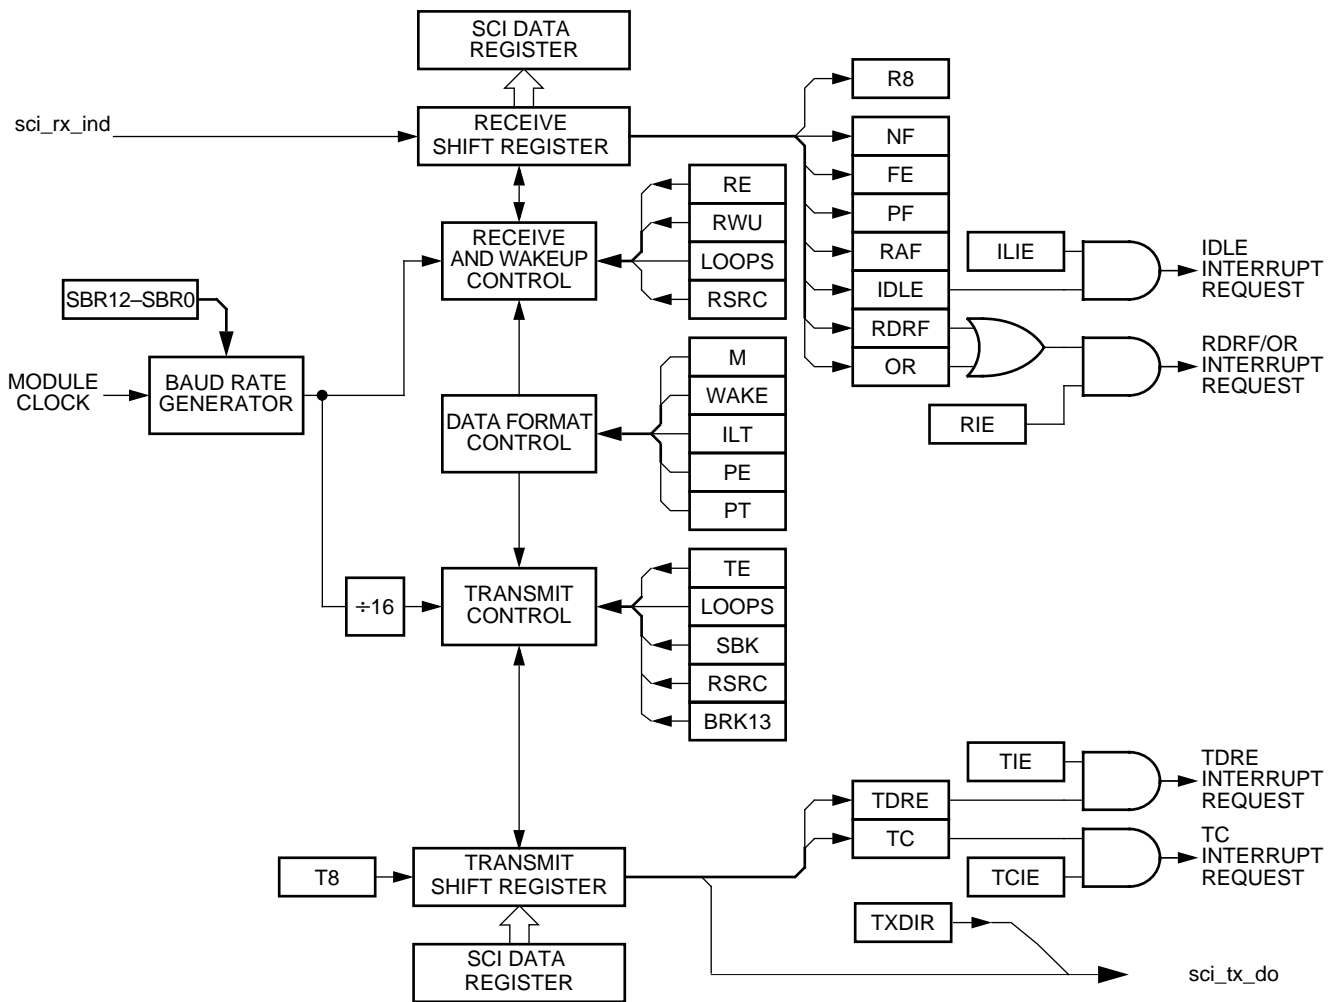 SCI DATA
REGISTER
R8
sci_rx_ind
RECEIVE
SHIFT REGISTER
NF
FE
PF
RAF
IDLE
RDRF
OR
RE
RWU
LOOPS
RSRC
RECEIVE
AND WAKEUP
CONTROL
ILIE
IDLE
INTERRUPT
REQUEST
SBR12–SBR0
RDRF/OR
INTERRUPT
REQUEST
RIE
MODULE
CLOCK
BAUD RATE
GENERATOR
DATA FORMAT
CONTROL
M
WAKE
ILT
PE
PT
÷16
TRANSMIT
CONTROL
TE
LOOPS
SBK
RSRC
BRK13
TIE
TDRE
INTERRUPT
REQUEST
TDRE
TC
TC
INTERRUPT
REQUEST
TCIE
T8
TRANSMIT
SHIFT REGISTER
TXDIR
SCI DATA
REGISTER
sci_tx_do